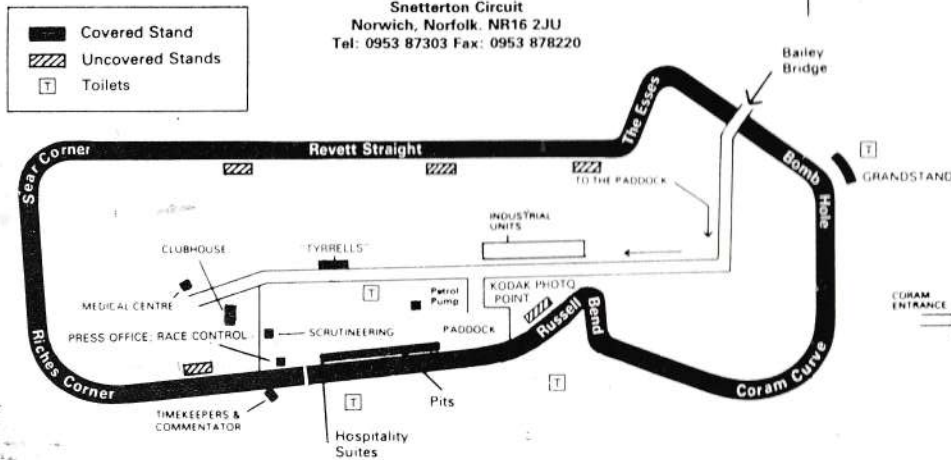 Snetterton Circuit
Norwich, Norfolk. NR16 2JU
Tel: 0953 87303 Fax: 0953 878220
Covered Stand
Uncovered Stands
T Toilets
Bailey
Bridge
The Esses
Revett Straight
Sear Corner
Bomb Hole
T
GRANDSTAND
TO THE PADDOCK
INDUSTRIAL
UNITS
CLUBHOUSE
"TYRRELLS"
MEDICAL CENTRE
T
Petrol
Pump
KODAK PHOTO
POINT
CORAM
ENTRANCE
PRESS OFFICE: RACE CONTROL
SCRUTINEERING
PADDOCK
Russell
Bend
Riches Corner
Coram Curve
T
TIMEKEEPERS &
COMMENTATOR
T
Pits
Hospitality
Suites